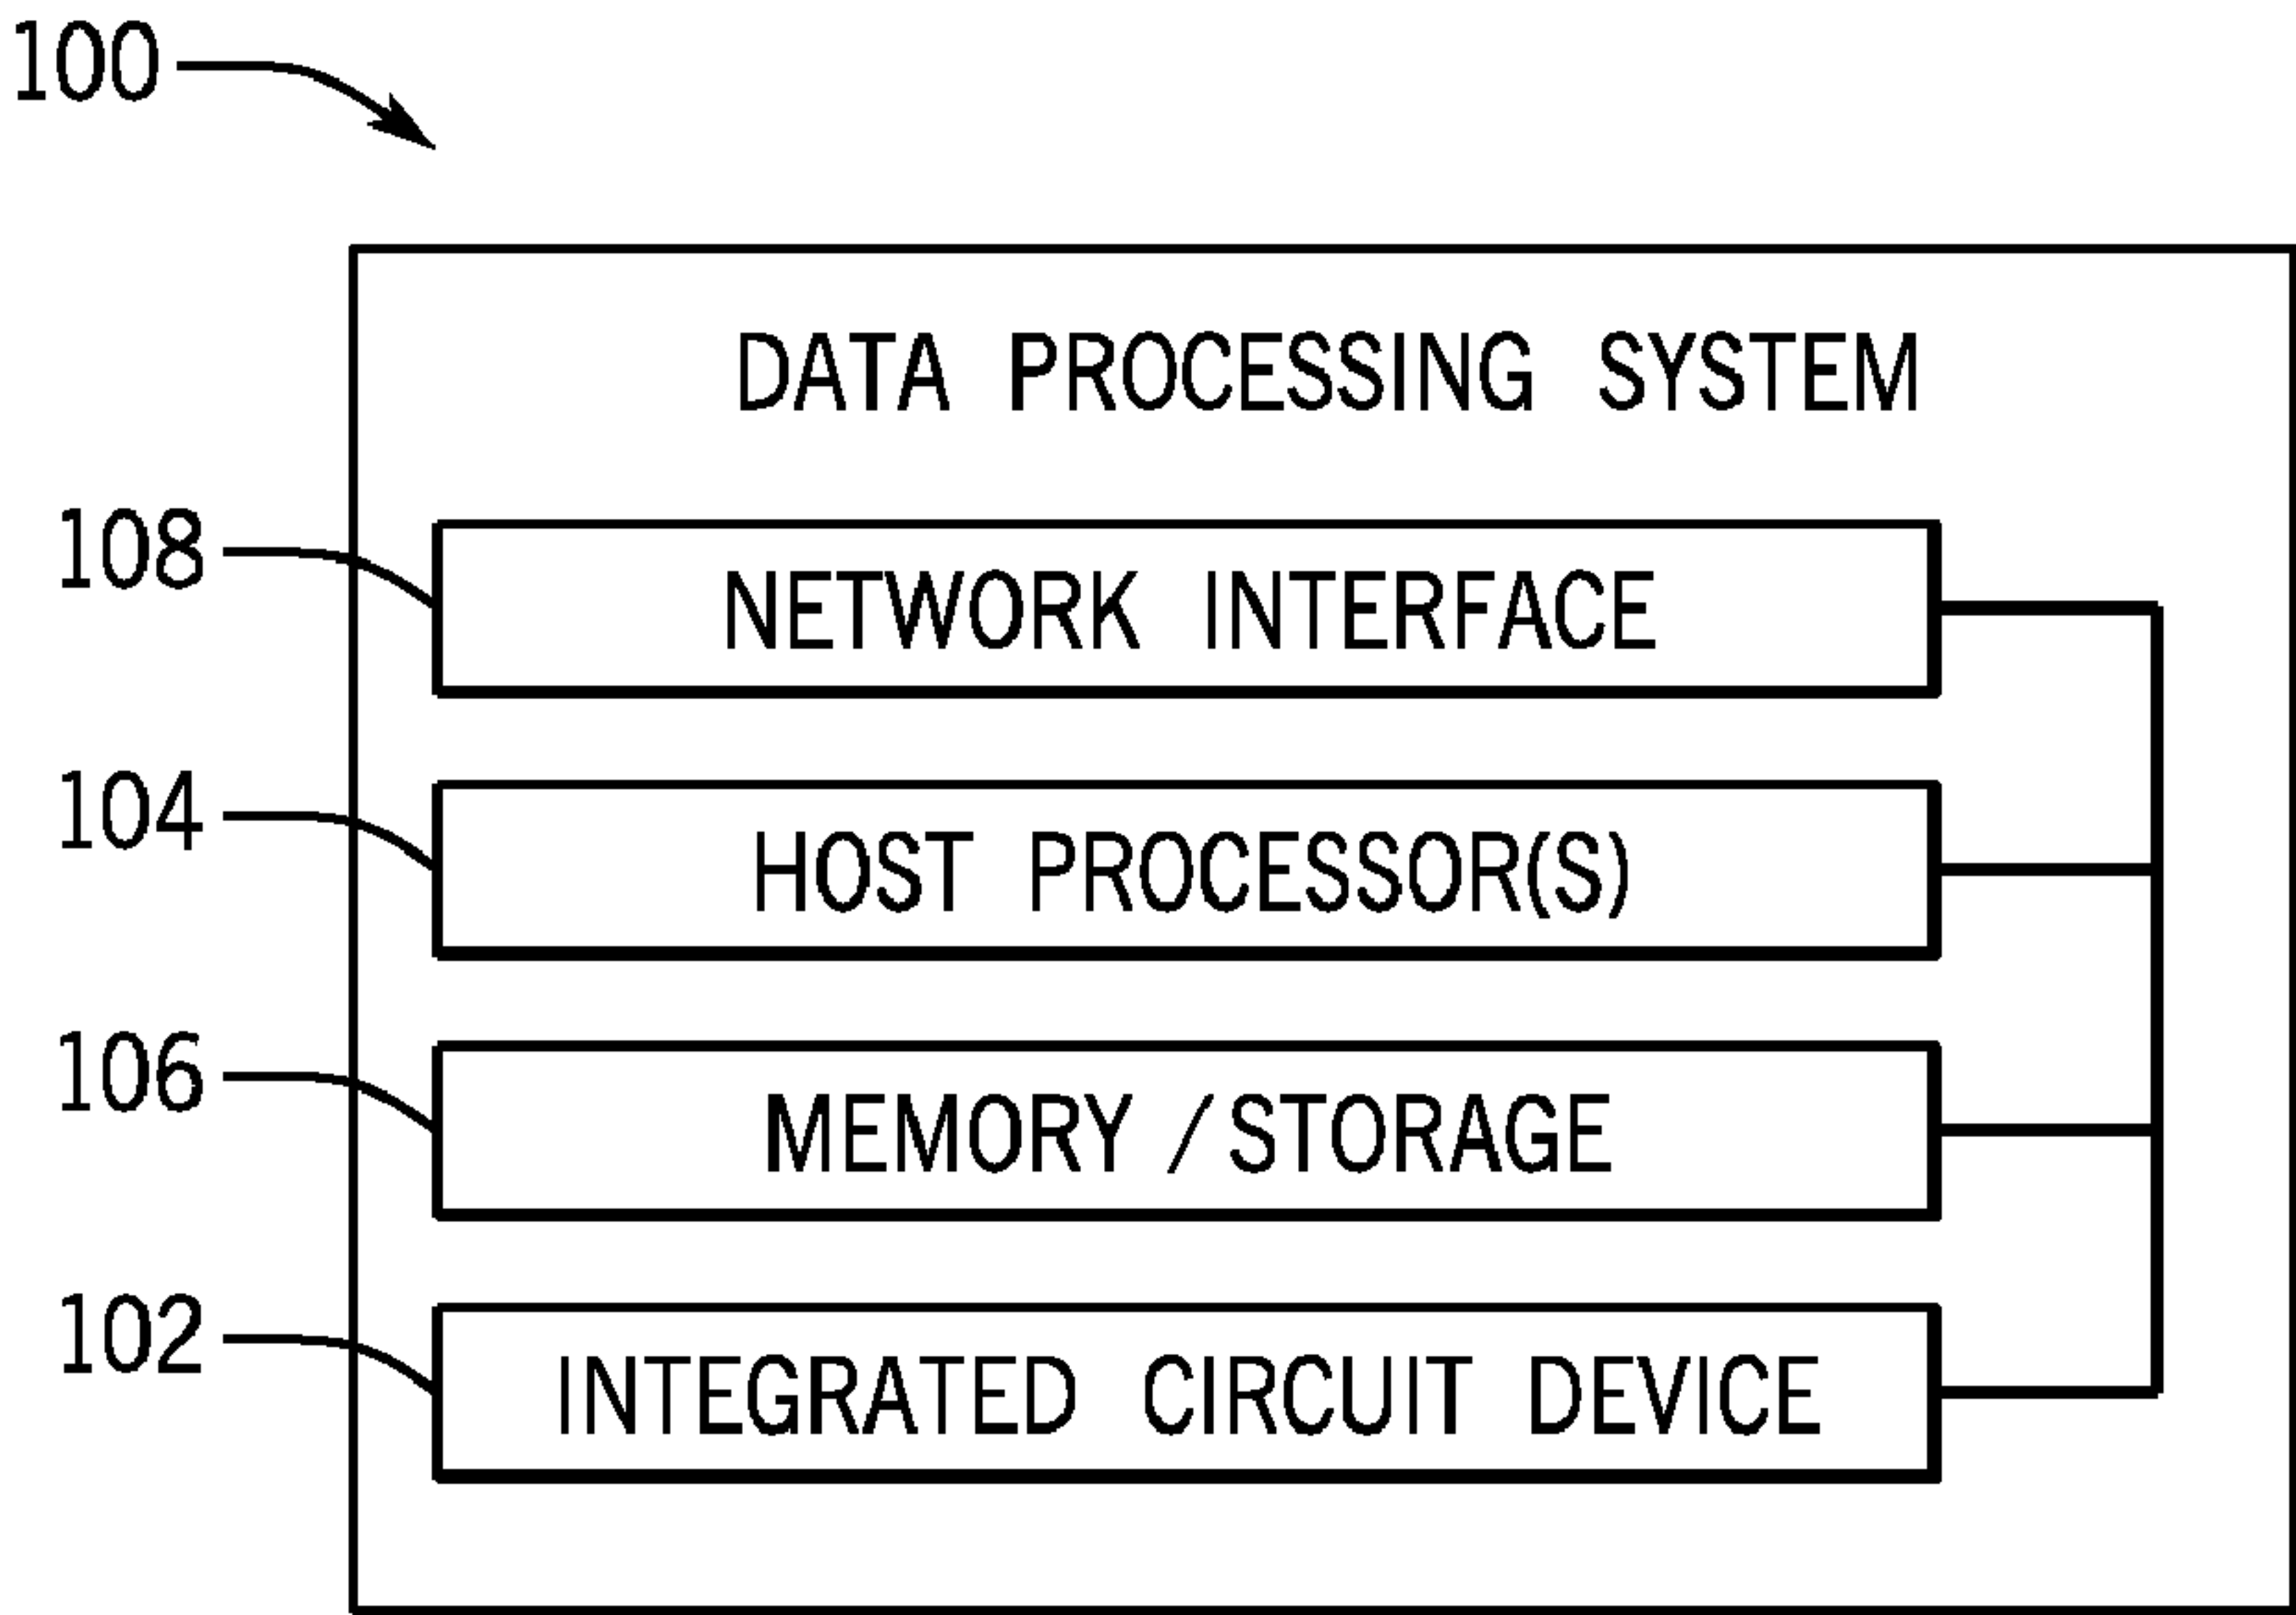 100
DATA PROCESSING SYSTEM
108
NETWORK INTERFACE
104
HOST PROCESSOR(S)
106
MEMORY/STORAGE
102
INTEGRATED CIRCUIT DEVICE